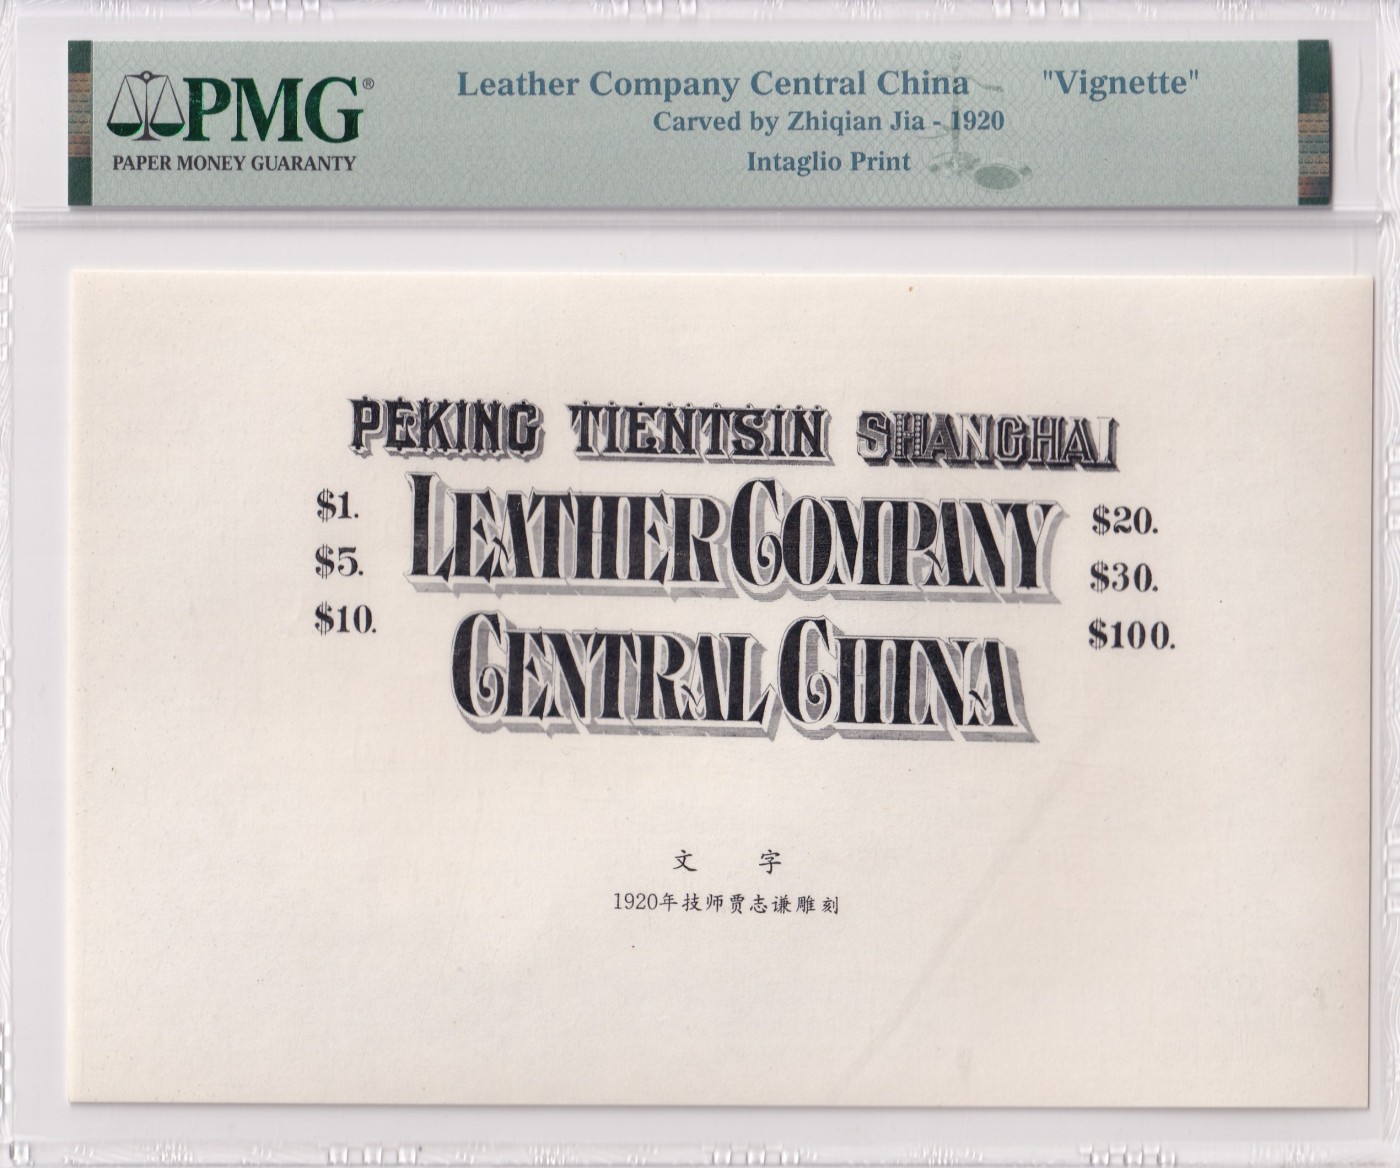 PMG®
PAPER MONEY GUARANTY
Leather Company Central China "Vignette"
Carved by Zhiqian Jia - 1920
Intaglio Print
PEKING TIENTSIN SHANGHAI
LEATHER COMPANY
CENTRAL CHINA
$1.
$5.
$10.
$20.
$30.
$100.
文 字
1920年技师贾志谦雕刻